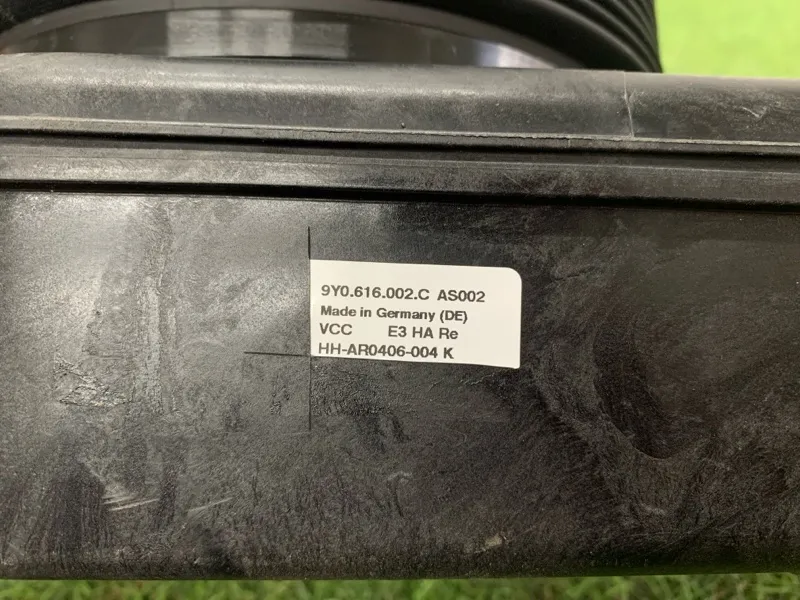 9Y0.616.002.C AS002
Made in Germany (DE)
VCC E3 HA Re
HH-AR0406-004 K